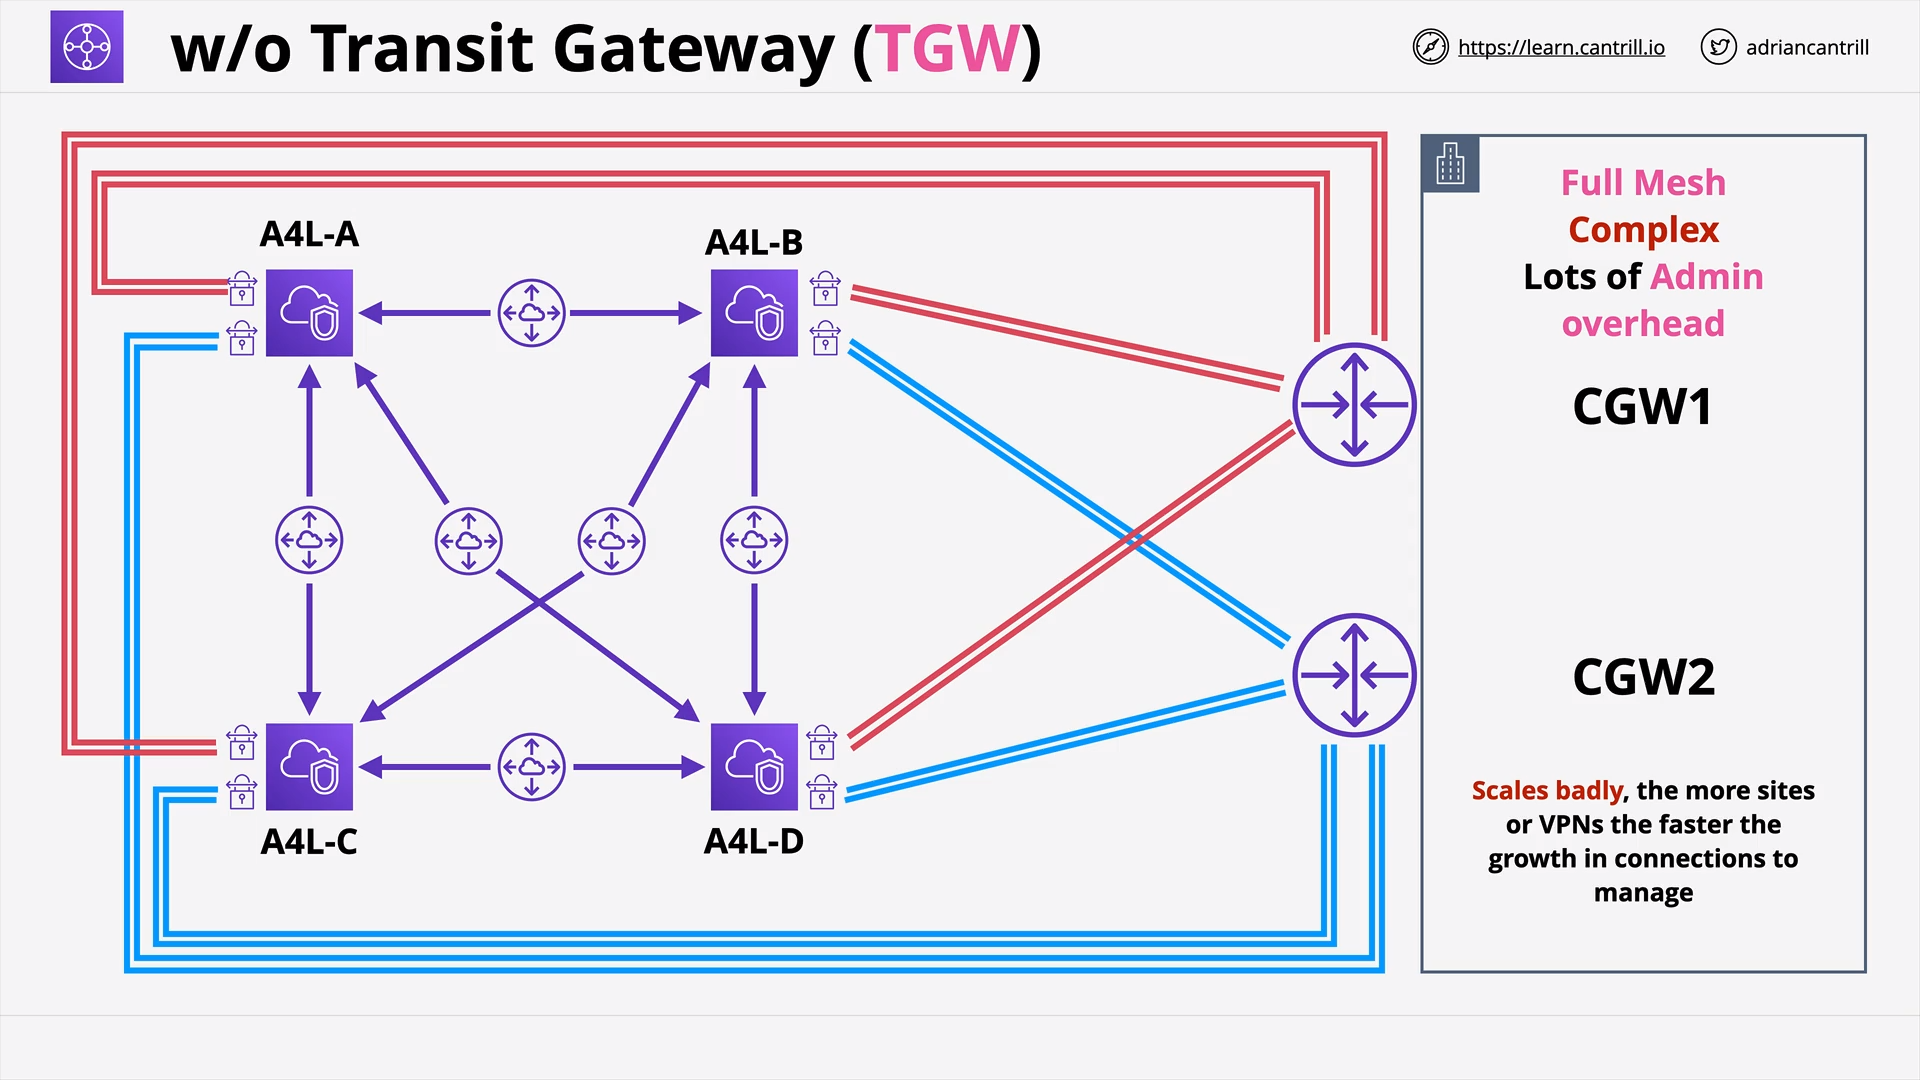 w/o Transit Gateway (TGW)
https://learn.cantrill.io
adriancantrill
A4L-A
A4L-B
A4L-C
A4L-D
Full Mesh
Complex
Lots of Admin
overhead
CGW1
CGW2
Scales badly, the more sites
or VPNs the faster the
growth in connections to
manage